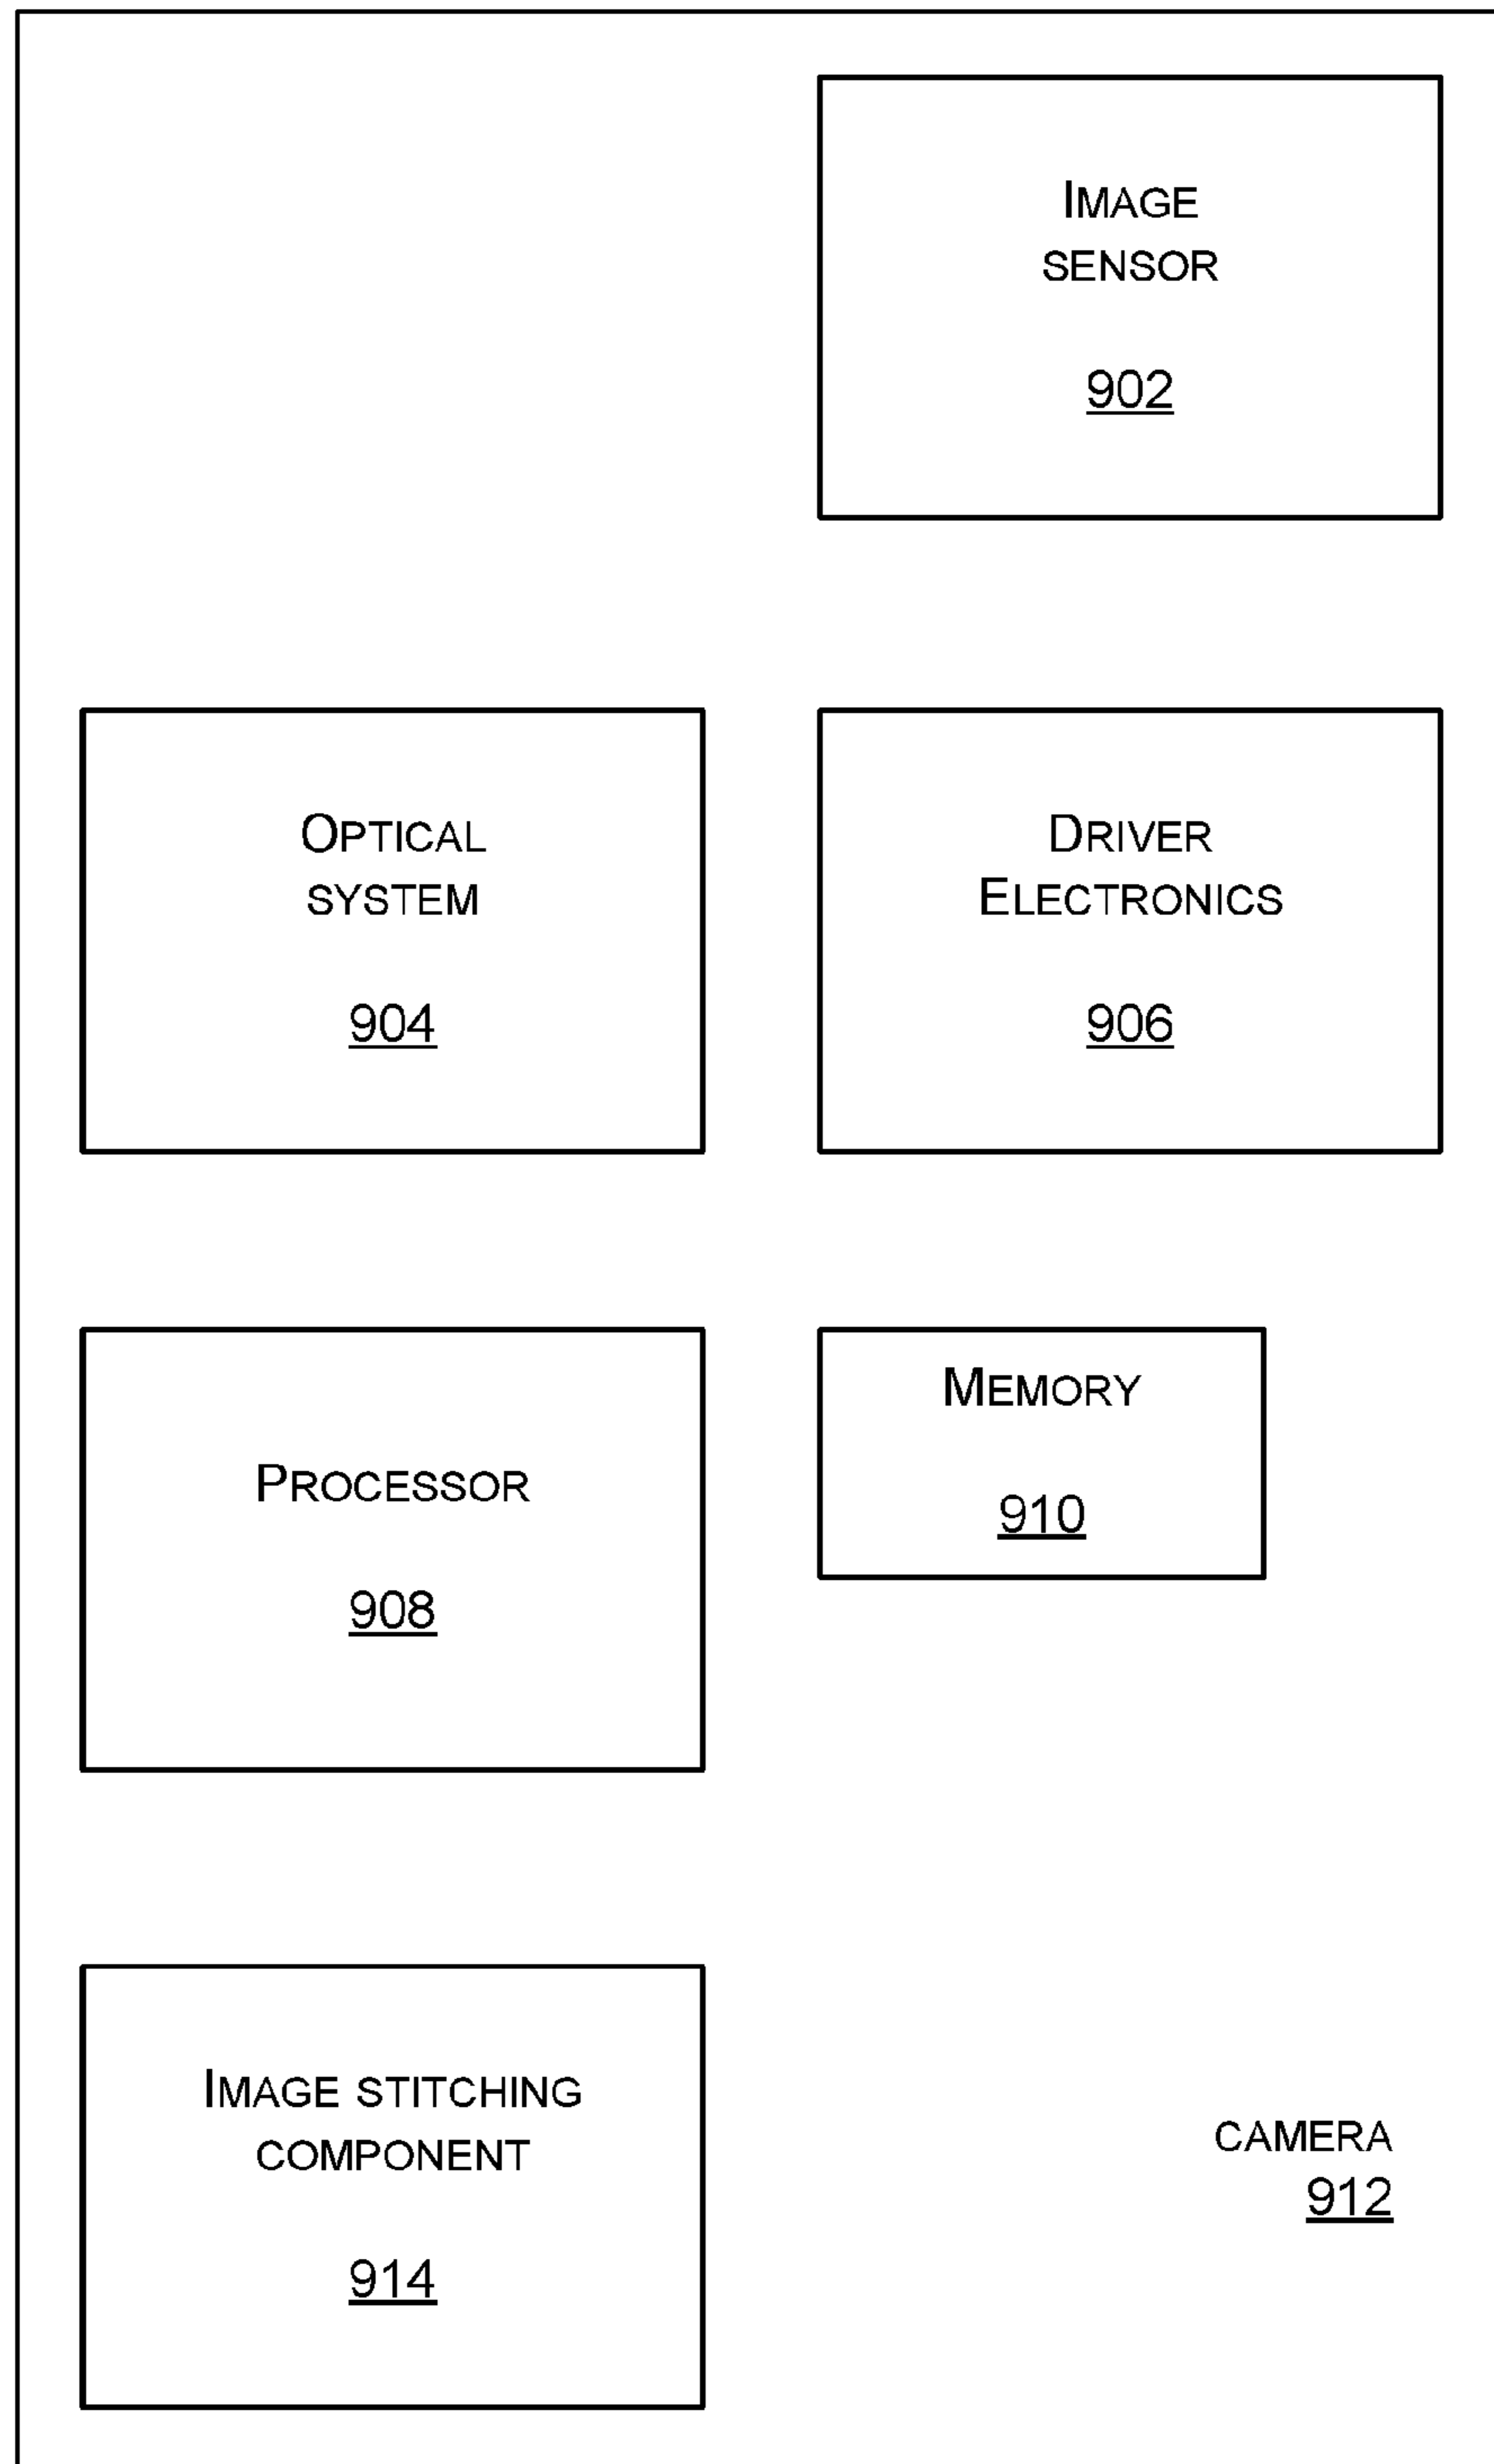 IMAGE
SENSOR
902
OPTICAL
SYSTEM
904
DRIVER
ELECTRONICS
906
PROCESSOR
908
MEMORY
910
IMAGE STITCHING
COMPONENT
914
CAMERA
912